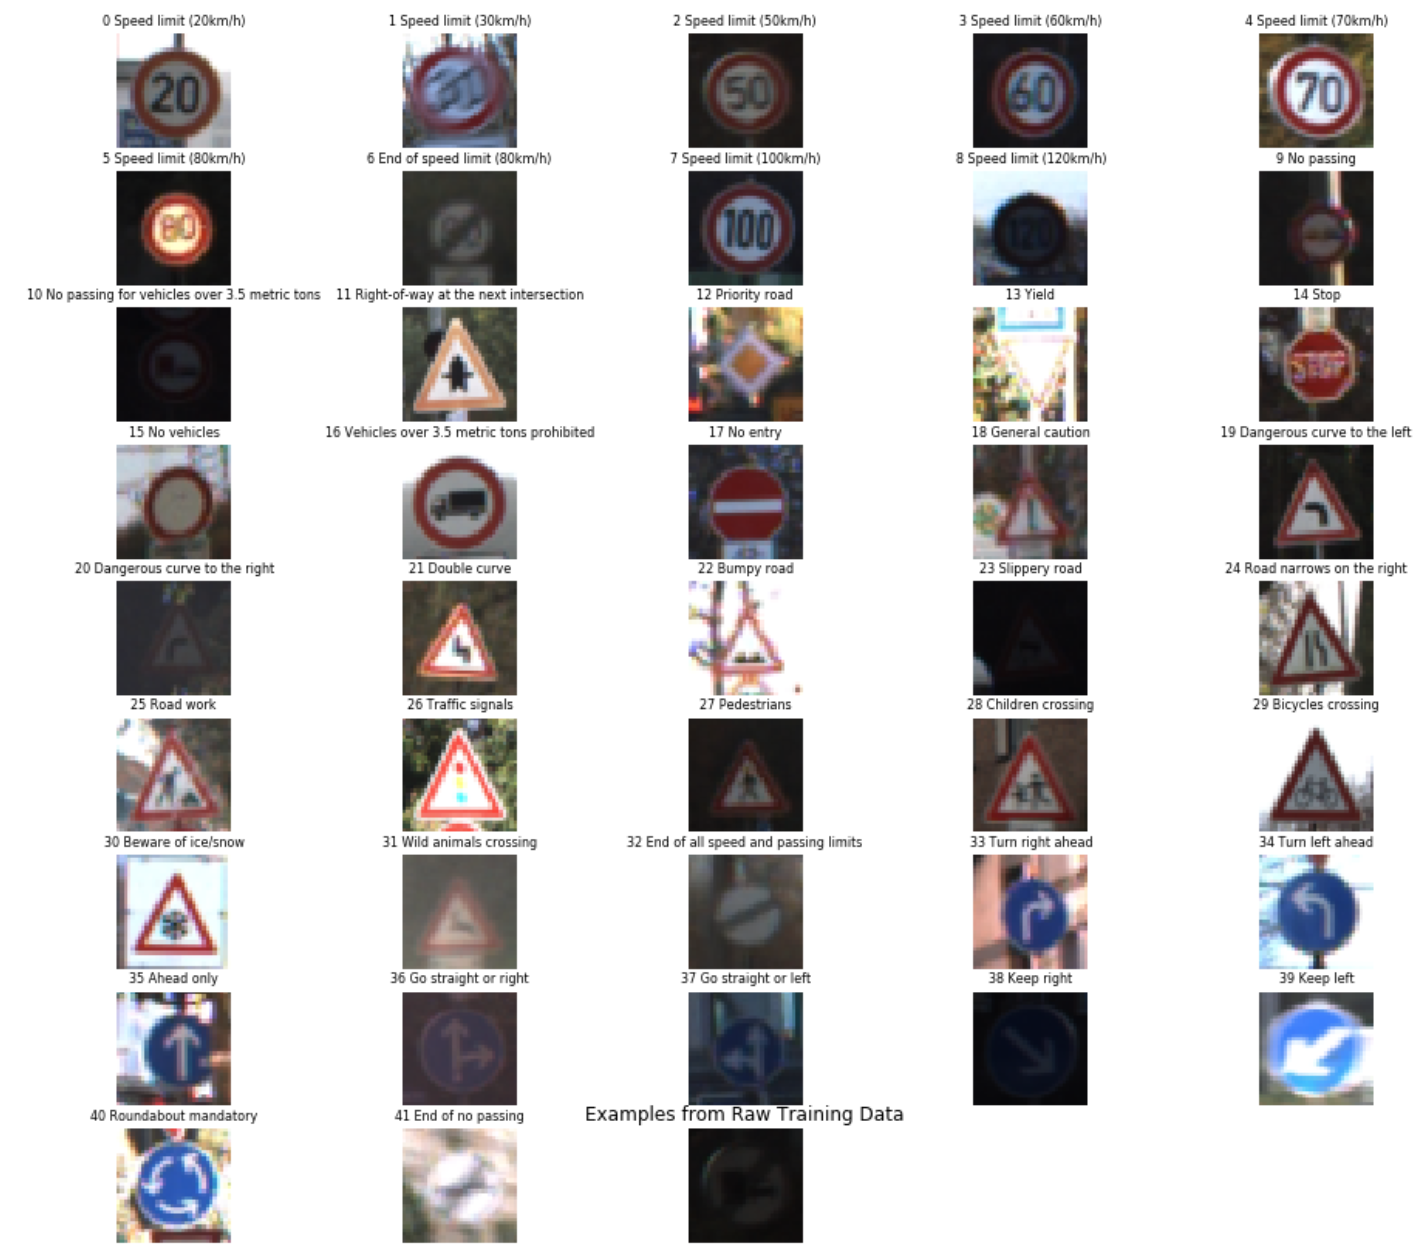 0 Speed limit (20km/h)
1 Speed limit (30km/h)
2 Speed limit (50km/h)
3 Speed limit (60km/h)
4 Speed limit (70km/h)
20
50
60
70
5 Speed limit (80km/h)
6 End of speed limit (80km/h)
7 Speed limit (100km/h)
8 Speed limit (120km/h)
9 No passing
80
100
120
10 No passing for vehicles over 3.5 metric tons
11 Right-of-way at the next intersection
12 Priority road
13 Yield
14 Stop
STOP
15 No vehicles
16 Vehicles over 3.5 metric tons prohibited
17 No entry
18 General caution
19 Dangerous curve to the left
20 Dangerous curve to the right
21 Double curve
22 Bumpy road
23 Slippery road
24 Road narrows on the right
25 Road work
26 Traffic signals
27 Pedestrians
28 Children crossing
29 Bicycles crossing
30 Beware of ice/snow
31 Wild animals crossing
32 End of all speed and passing limits
33 Turn right ahead
34 Turn left ahead
35 Ahead only
36 Go straight or right
37 Go straight or left
38 Keep right
39 Keep left
40 Roundabout mandatory
41 End of no passing
Examples from Raw Training Data